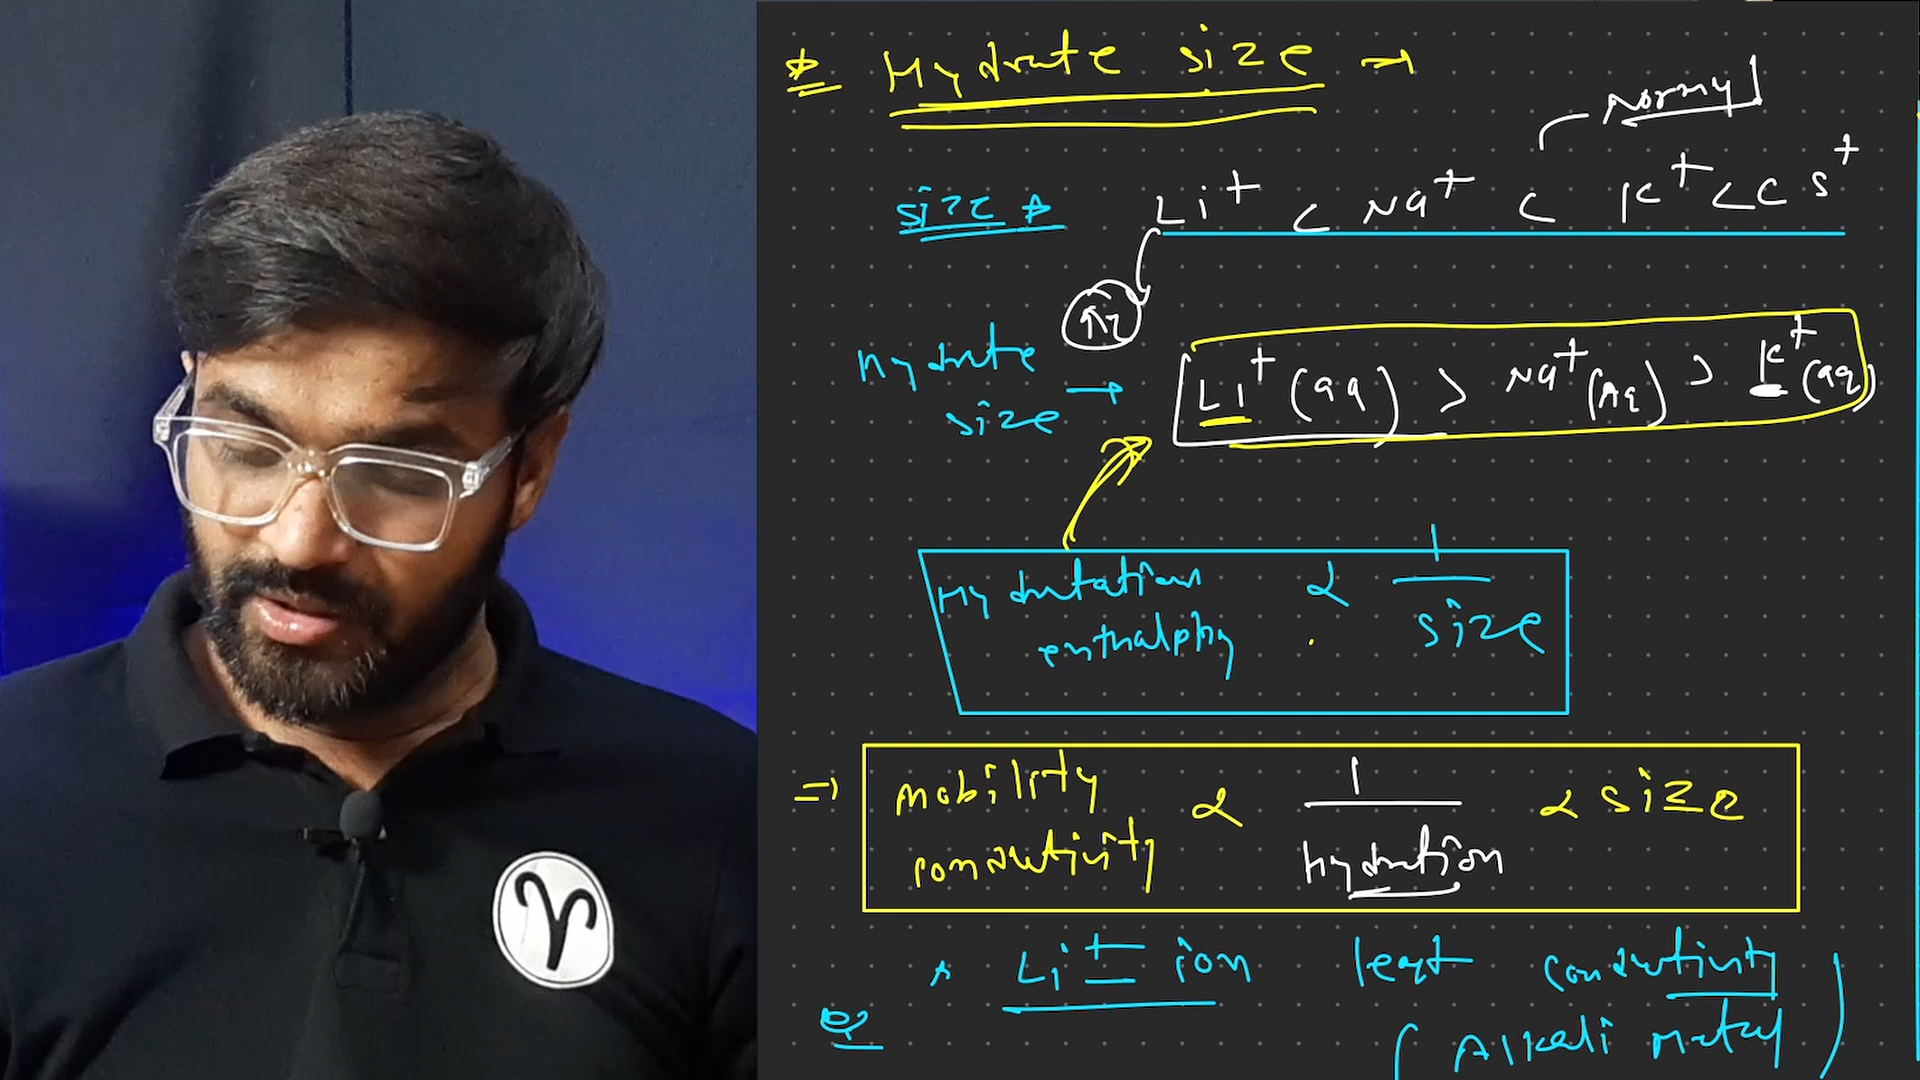 * Hydrate size →
Normal
size * Li⁺ < Na⁺ < K⁺ < Cs⁺
Hydrate size → Li⁺(aq) > Na⁺(Aq) > K⁺(aq)
Hydration enthalpy ∝ 1/size
⇒ mobility conductivity ∝ 1/Hydration ∝ size
* Li⁺ ion least conductivity
(Alkali Metal)